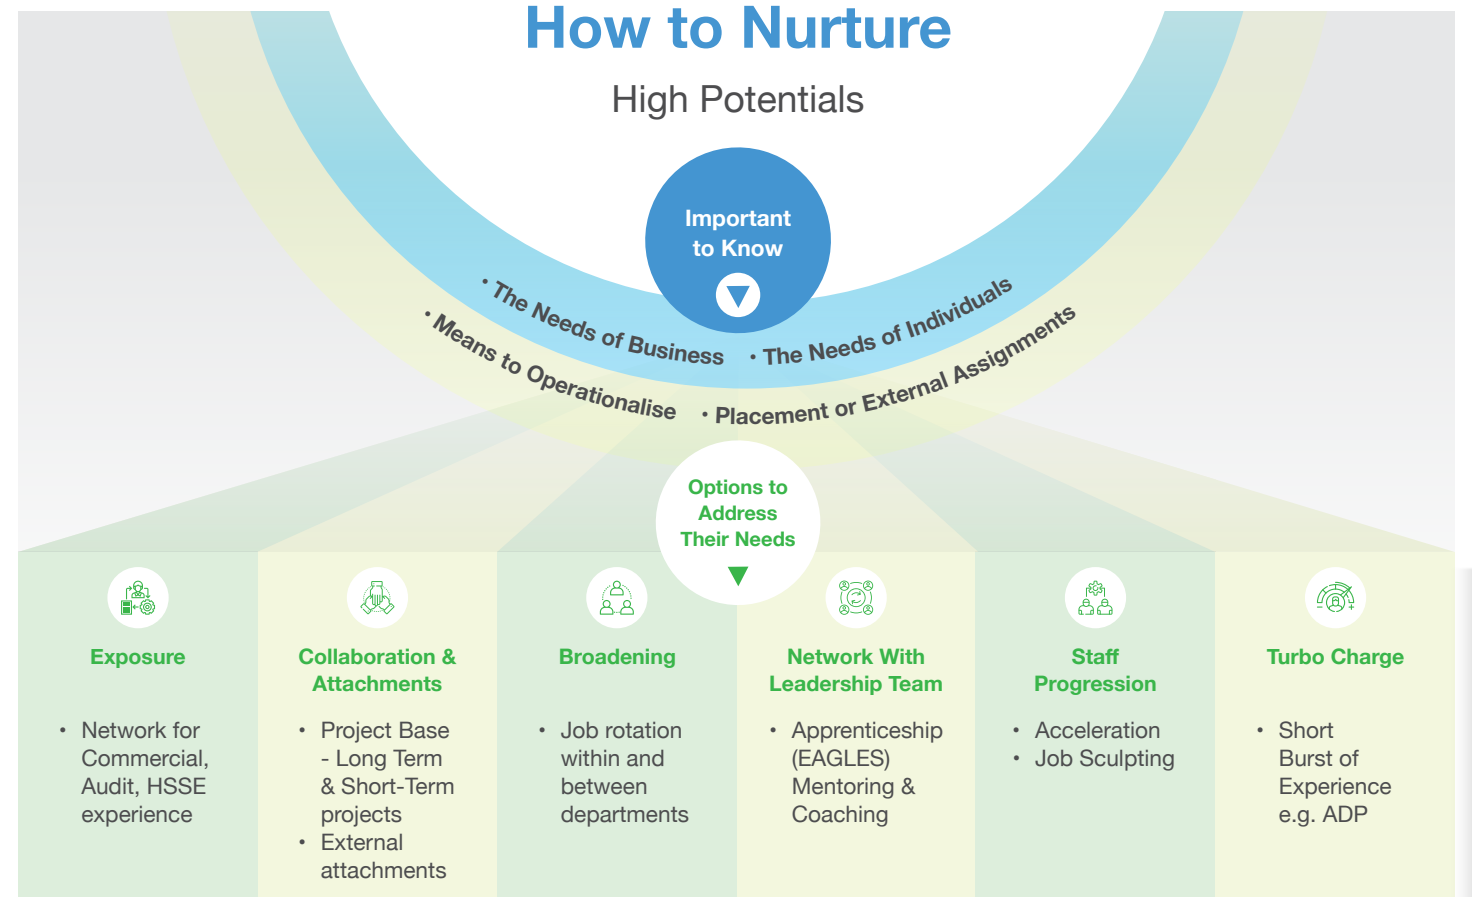 How to Nurture
High Potentials
Important
to Know
• The Needs of Business
• The Needs of Individuals
• Means to Operationalise
• Placement or External Assignments
Options to
Address
Their Needs
Exposure
• Network for
Commercial,
Audit, HSSE
experience
Collaboration &
Attachments
• Project Base
- Long Term
& Short-Term
projects
• External
attachments
Broadening
• Job rotation
within and
between
departments
Network With
Leadership Team
• Apprenticeship
(EAGLES)
Mentoring &
Coaching
Staff
Progression
• Acceleration
• Job Sculpting
Turbo Charge
• Short
Burst of
Experience
e.g. ADP